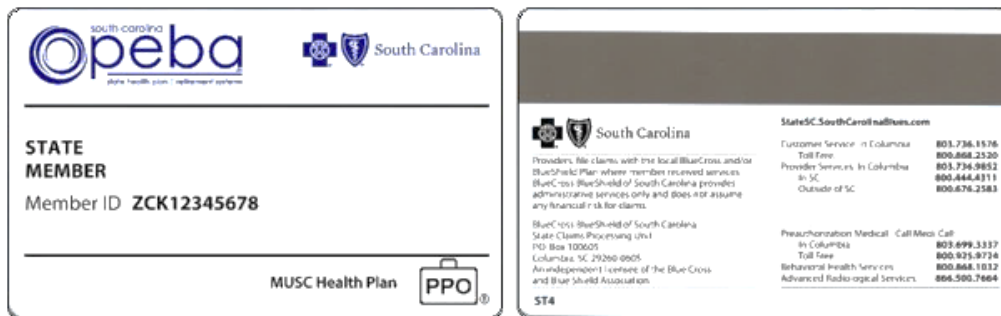 south carolina
peba
state health plan | retirement systems
South Carolina
STATE
MEMBER
Member ID ZCK12345678
MUSC Health Plan
PPO®
South Carolina
Providers, file claims with the local BlueCross and/or
BlueShield Plan where member received services.
BlueCross BlueShield of South Carolina provides
administrative services only and does not assume
any financial risk for claims.
BlueCross BlueShield of South Carolina
State Claims Processing Unit
PO Box 100605
Columbia, SC 29260-0605
An independent licensee of the Blue Cross
and Blue Shield Association.
ST4
StateSC.SouthCarolinaBlues.com
Customer Service In Columbia 803.736.1576
Toll Free 800.868.2520
Provider Services In Columbia 803.736.9852
In SC 800.444.4311
Outside of SC 800.676.2583
Preauthorization Medical Call Medi Call
In Columbia 803.699.3337
Toll Free 800.925.9724
Behavioral Health Services 800.868.1032
Advanced Radiological Services 866.500.7664